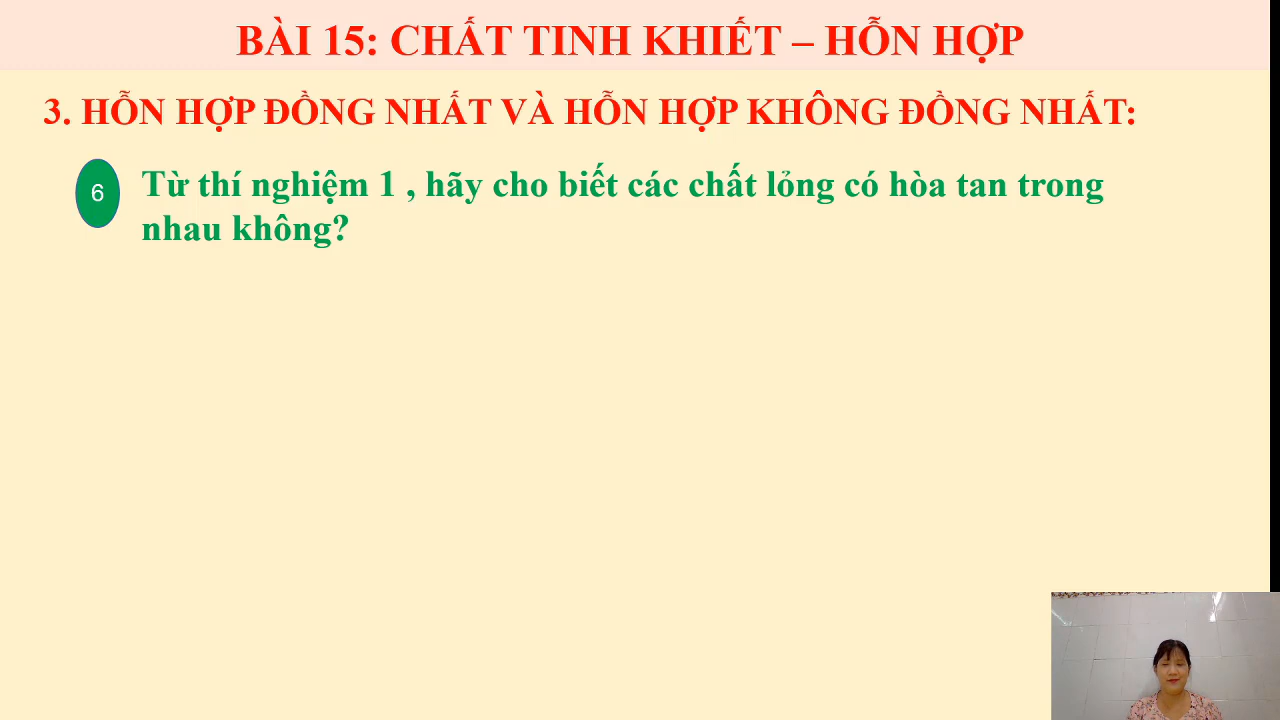 BÀI 15: CHẤT TINH KHIẾT – HỖN HỢP
3. HỖN HỢP ĐỒNG NHẤT VÀ HỖN HỢP KHÔNG ĐỒNG NHẤT:
6 Từ thí nghiệm 1 , hãy cho biết các chất lỏng có hòa tan trong
nhau không?